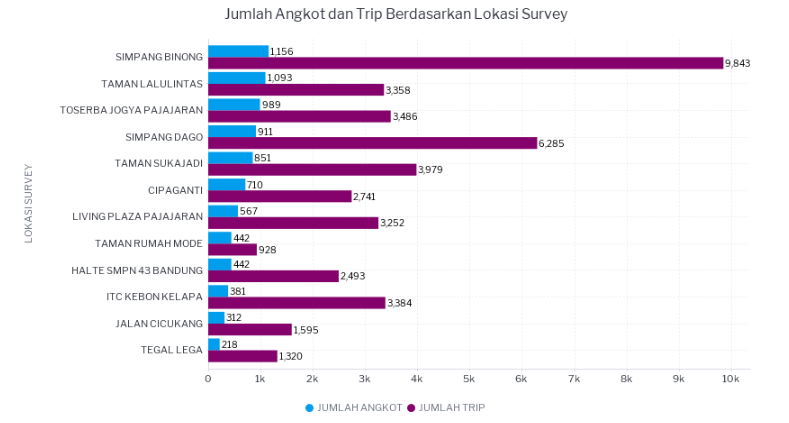 Jumlah Angkot dan Trip Berdasarkan Lokasi Survey
LOKASI SURVEY
SIMPANG BINONG 1,156 9,843
TAMAN LALULINTAS 1,093 3,358
TOSERBA JOGYA PAJAJARAN 989 3,486
SIMPANG DAGO 911 6,285
TAMAN SUKAJADI 851 3,979
CIPAGANTI 710 2,741
LIVING PLAZA PAJAJARAN 567 3,252
TAMAN RUMAH MODE 442 928
HALTE SMPN 43 BANDUNG 442 2,493
ITC KEBON KELAPA 381 3,384
JALAN CICUKANG 312 1,595
TEGAL LEGA 218 1,320
0 1k 2k 3k 4k 5k 6k 7k 8k 9k 10k
JUMLAH ANGKOT JUMLAH TRIP